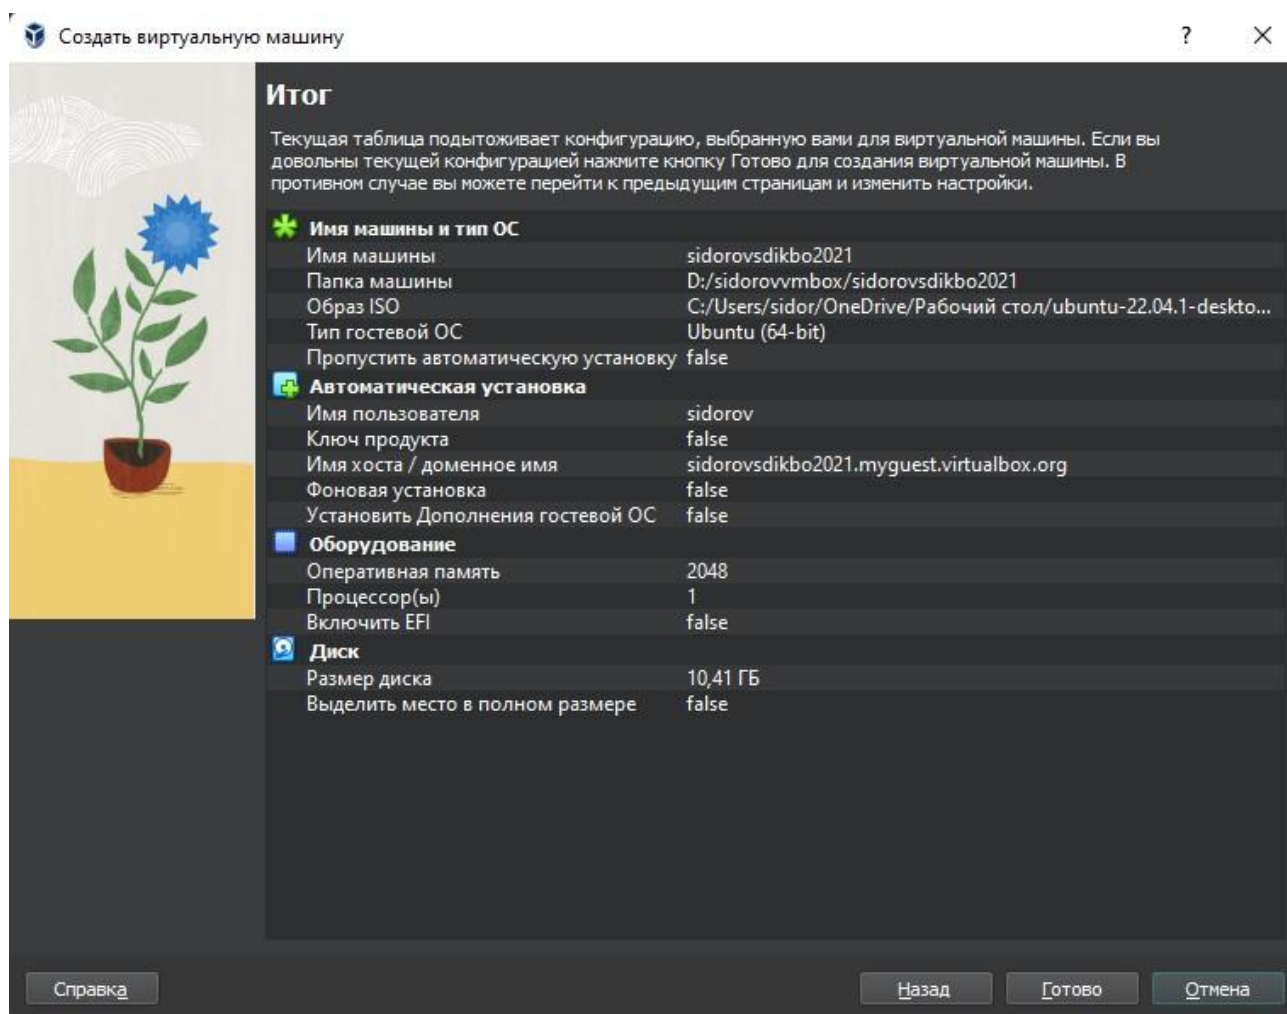 Создать виртуальную машину
?
Итог
Текущая таблица подытоживает конфигурацию, выбранную вами для виртуальной машины. Если вы
довольны текущей конфигурацией нажмите кнопку Готово для создания виртуальной машины. В
противном случае вы можете перейти к предыдущим страницам и изменить настройки.
Имя машины и тип ОС
Имя машины sidorovsdikbo2021
Папка машины D:/sidorovvmbox/sidorovsdikbo2021
Образ ISO C:/Users/sidor/OneDrive/Рабочий стол/ubuntu-22.04.1-deskto...
Тип гостевой ОС Ubuntu (64-bit)
Пропустить автоматическую установку false
Автоматическая установка
Имя пользователя sidorov
Ключ продукта false
Имя хоста / доменное имя sidorovsdikbo2021.myguest.virtualbox.org
Фоновая установка false
Установить Дополнения гостевой ОС false
Оборудование
Оперативная память 2048
Процессор(ы) 1
Включить EFI false
Диск
Размер диска 10,41 ГБ
Выделить место в полном размере false
Справка Назад Готово Отмена